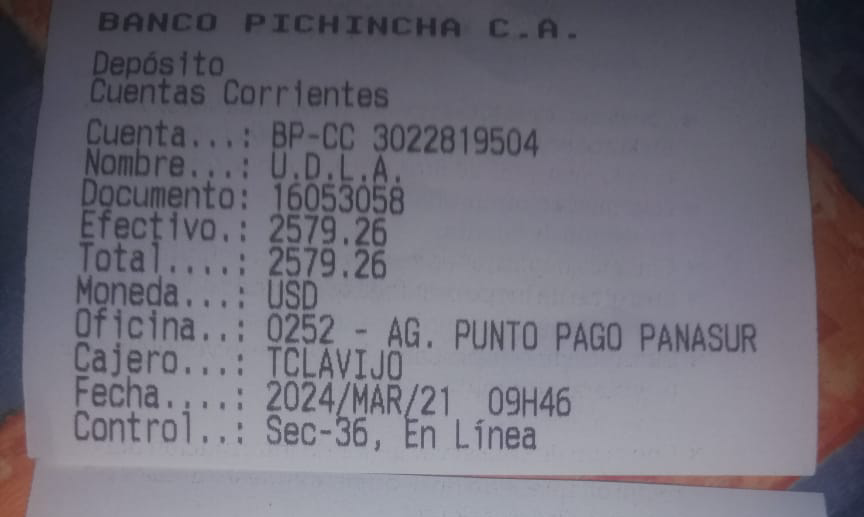 BANCO PICHINCHA C.A.
Depósito
Cuentas Corrientes
Cuenta...: BP-CC 3022819504
Nombre...: U.D.L.A.
Documento: 16053058
Efectivo.: 2579.26
Total....: 2579.26
Moneda...: USD
Oficina..: 0252 - AG. PUNTO PAGO PANASUR
Cajero...: TCLAVIJO
Fecha....: 2024/MAR/21 09H46
Control..: Sec-36, En Línea